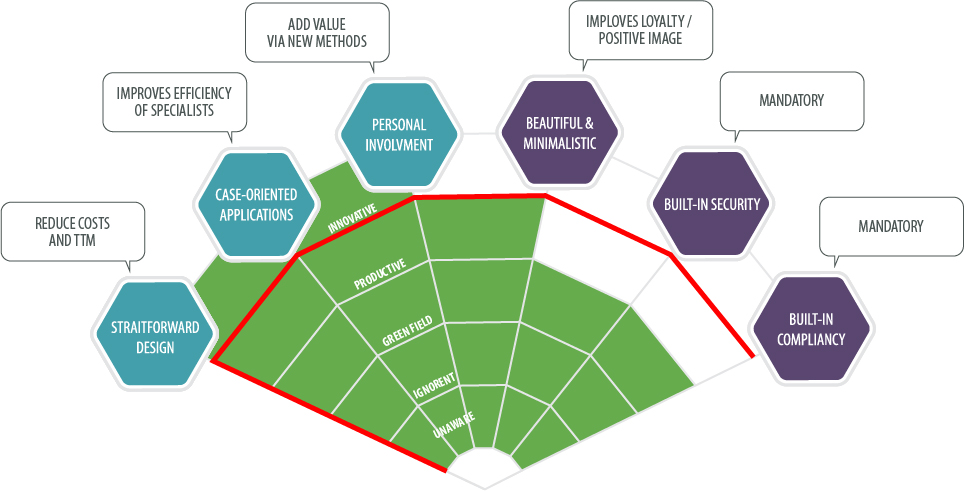 ADD VALUE
VIA NEW METHODS
IMPLOVES LOYALTY /
POSITIVE IMAGE
IMPROVES EFFICIENCY
OF SPECIALISTS
MANDATORY
PERSONAL
INVOLVMENT
BEAUTIFUL &
MINIMALISTIC
CASE-ORIENTED
APPLICATIONS
BUILT-IN SECURITY
REDUCE COSTS
AND TTM
MANDATORY
STRAITFORWARD
DESIGN
BUILT-IN
COMPLIANCY
INNOVATIVE
PRODUCTIVE
GREEN FIELD
IGNORENT
UNAWARE